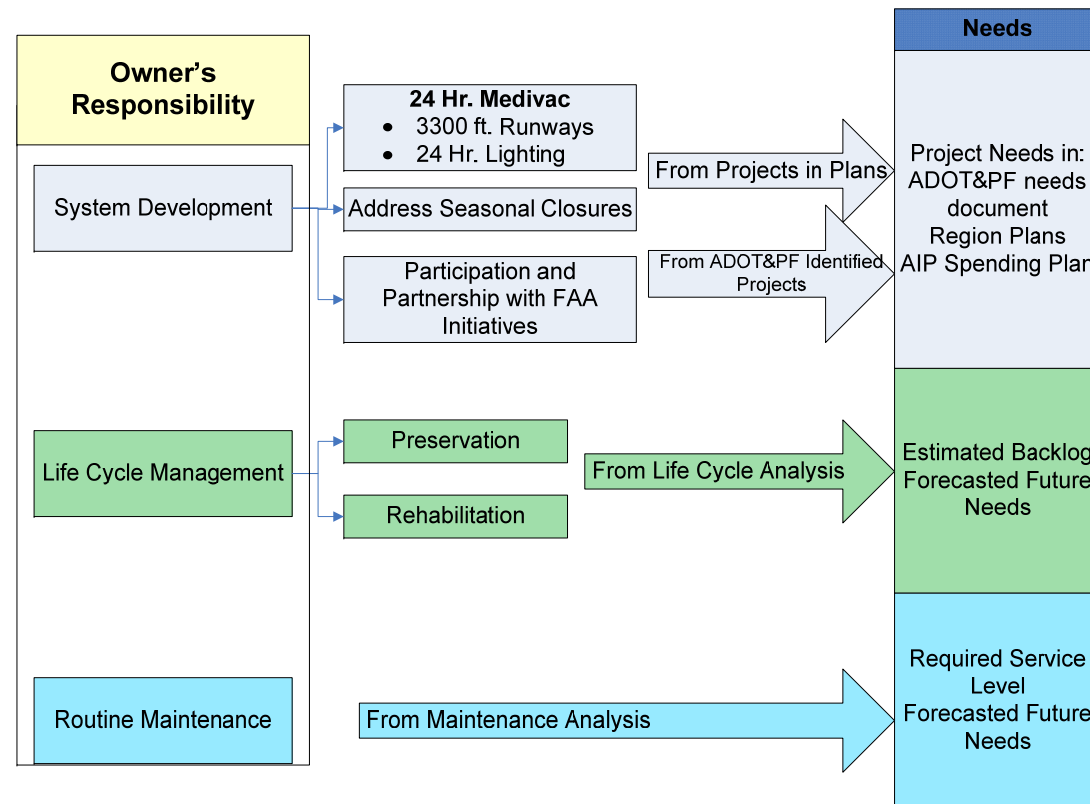 Owner's
Responsibility
System Development
24 Hr. Medivac
• 3300 ft. Runways
• 24 Hr. Lighting
Address Seasonal Closures
Participation and
Partnership with FAA
Initiatives
From Projects in Plans
From ADOT&PF Identified
Projects
Needs
Project Needs in:
ADOT&PF needs
document
Region Plans
AIP Spending Plan
Life Cycle Management
Preservation
Rehabilitation
From Life Cycle Analysis
Estimated Backlog
Forecasted Future
Needs
Routine Maintenance
From Maintenance Analysis
Required Service
Level
Forecasted Future
Needs